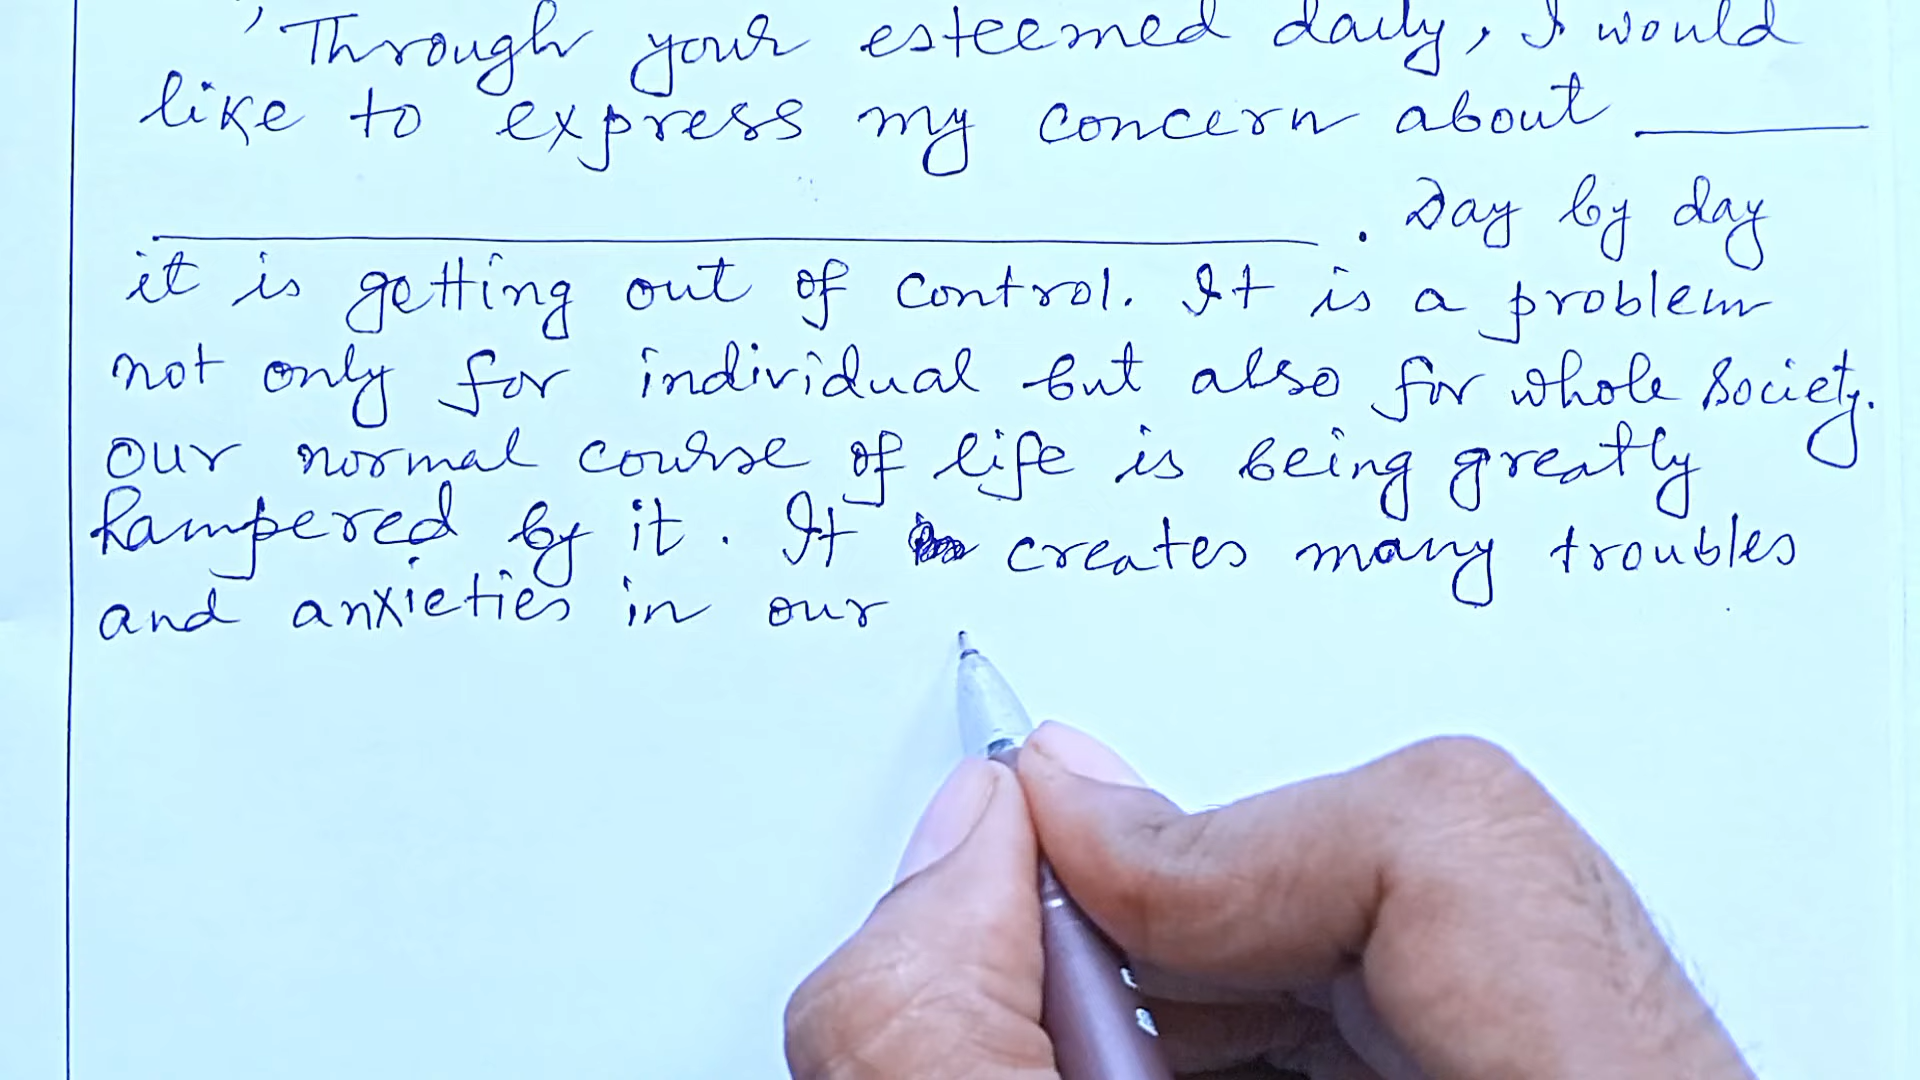 , Through your esteemed daily, I would
like to express my concern about ______
____________________. Day by day
it is getting out of control. It is a problem
not only for individual but also for whole society.
Our normal course of life is being greatly
hampered by it. It creates many troubles
and anxieties in our